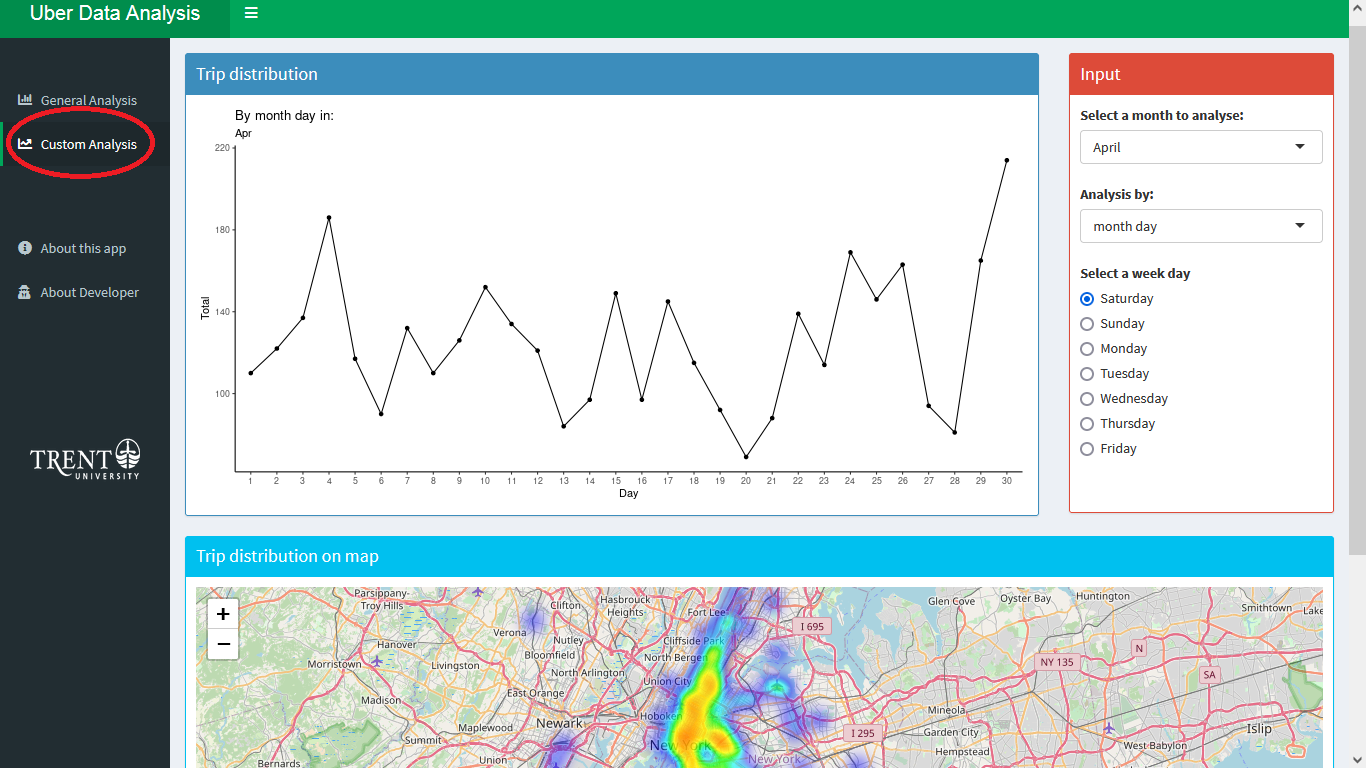 Uber Data Analysis
General Analysis
Custom Analysis
About this app
About Developer
TRENT
UNIVERSITY
Trip distribution
By month day in:
Apr
220
180
140
100
Total
1 2 3 4 5 6 7 8 9 10 11 12 13 14 15 16 17 18 19 20 21 22 23 24 25 26 27 28 29 30
Day
Input
Select a month to analyse:
April
Analysis by:
month day
Select a week day
Saturday
Sunday
Monday
Tuesday
Wednesday
Thursday
Friday
Trip distribution on map
+
−
Parsippany-
Troy Hills
Clifton
Hasbrouck
Heights
Fort Lee
Glen Cove
Oyster Bay
Huntington
Smithtown
Lake
I 695
Verona
Hanover
Nutley
Cliffside Park
Bloomfield
North Bergen
N
NY 135
Morristown
Livingston
North Arlington
Union City
SA
East Orange
Madison
Hoboken
Mineola
Newark
Maplewood
Garden City
I 295
Islip
Summit
New York
West Babylon
Hempstead
Union
New York
Bernards